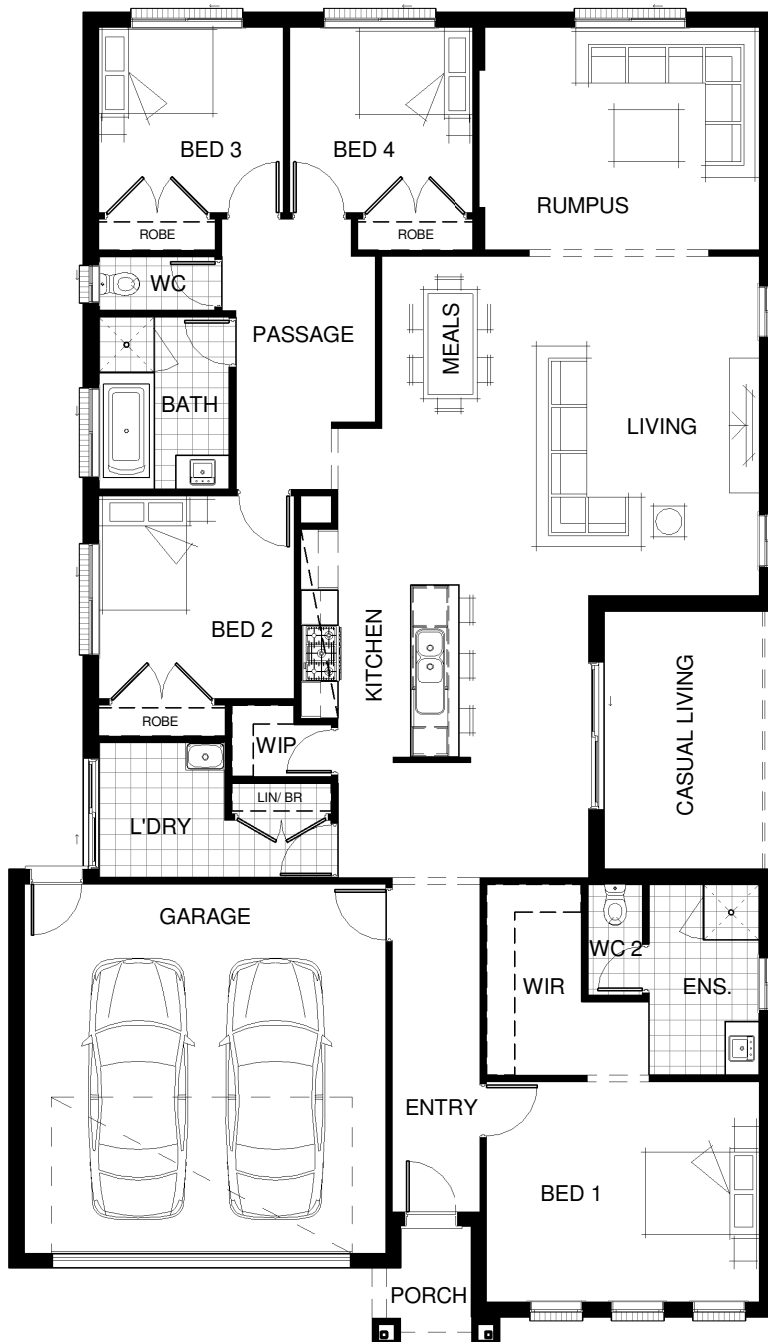 BED 3
BED 4
RUMPUS
ROBE
ROBE
WC
PASSAGE
MEALS
BATH
LIVING
BED 2
KITCHEN
CASUAL LIVING
ROBE
WIP
LIN/ BR
L'DRY
GARAGE
WC 2
WIR
ENS.
ENTRY
BED 1
PORCH